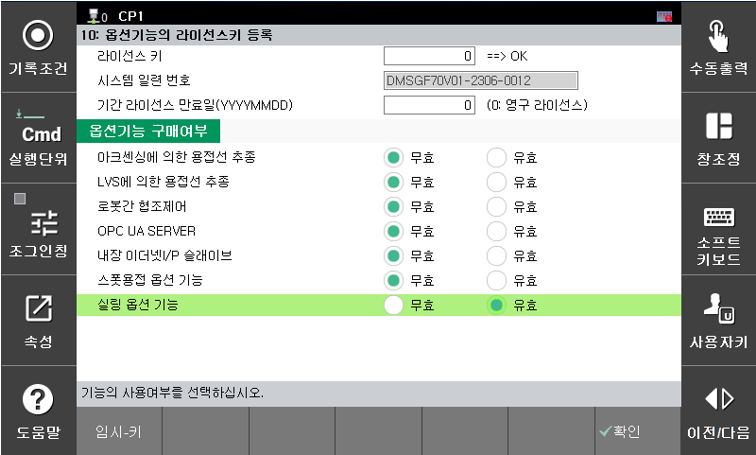 0 CP1
10: 옵션기능의 라이선스키 등록
라이선스 키 0 ==> OK
시스템 일련 번호 DMSGF70V01-2306-0012
기간 라이선스 만료일(YYYYMMDD) 0 (0: 영구 라이선스)
옵션기능 구매여부
아크센싱에 의한 용접선 추종 무효 유효
LVS에 의한 용접선 추종 무효 유효
로봇간 협조제어 무효 유효
OPC UA SERVER 무효 유효
내장 이더넷I/P 슬레이브 무효 유효
스폿용접 옵션 기능 무효 유효
실링 옵션 기능 무효 유효
기능의 사용여부를 선택하십시오.
임시-키
확인
기록조건
Cmd
실행단위
조그인칭
속성
?
도움말
수동출력
창조정
소프트
키보드
U
사용자키
이전/다음